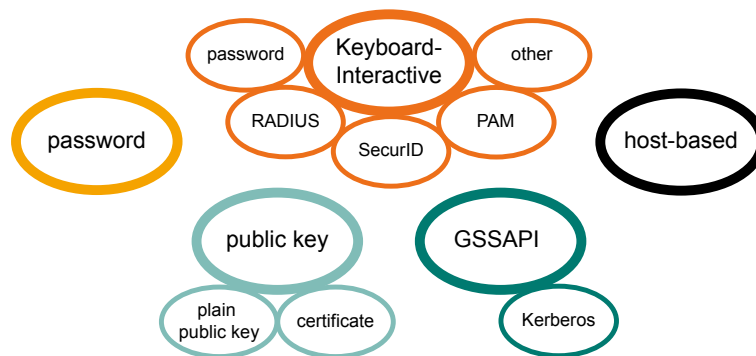 password
Keyboard-
Interactive
other
RADIUS
SecurID
PAM
password
host-based
public key
GSSAPI
plain
public key
certificate
Kerberos